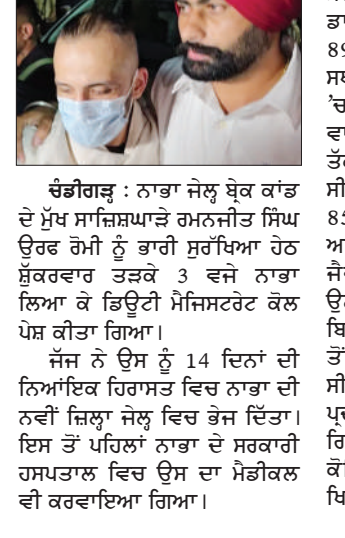 ਚੰਡੀਗੜ੍ਹ : ਨਾਭਾ ਜੇਲ੍ਹ ਬ੍ਰੇਕ ਕਾਂਡ
ਦੇ ਮੁੱਖ ਸਾਜ਼ਿਸ਼ਘਾੜੇ ਰਮਨਜੀਤ ਸਿੰਘ
ਉਰਫ ਰੋਮੀ ਨੂੰ ਭਾਰੀ ਸੁਰੱਖਿਆ ਹੇਠ
ਸ਼ੁੱਕਰਵਾਰ ਤੜਕੇ 3 ਵਜੇ ਨਾਭਾ
ਲਿਆ ਕੇ ਡਿਊਟੀ ਮੈਜਿਸਟਰੇਟ ਕੋਲ
ਪੇਸ਼ ਕੀਤਾ ਗਿਆ।
ਜੱਜ ਨੇ ਉਸ ਨੂੰ 14 ਦਿਨਾਂ ਦੀ
ਨਿਆਂਇਕ ਹਿਰਾਸਤ ਵਿਚ ਨਾਭਾ ਦੀ
ਨਵੀਂ ਜ਼ਿਲ੍ਹਾ ਜੇਲ੍ਹ ਵਿਚ ਭੇਜ ਦਿੱਤਾ।
ਇਸ ਤੋਂ ਪਹਿਲਾਂ ਨਾਭਾ ਦੇ ਸਰਕਾਰੀ
ਹਸਪਤਾਲ ਵਿਚ ਉਸ ਦਾ ਮੈਡੀਕਲ
ਵੀ ਕਰਵਾਇਆ ਗਿਆ।